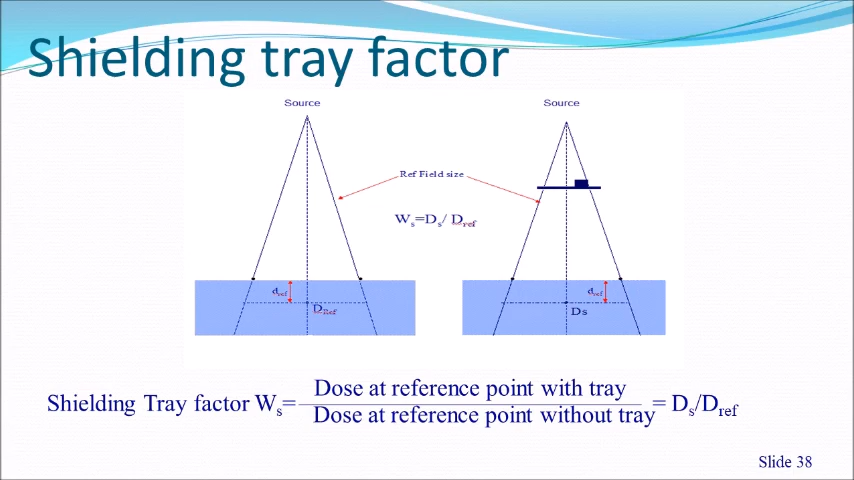 Shielding tray factor
Source
Source
Ref Field size
Ws=Ds/ Dref
dref
dref
DRef
Ds
Dose at reference point with tray
Shielding Tray factor Ws= = Ds/Dref
Dose at reference point without tray
Slide 38